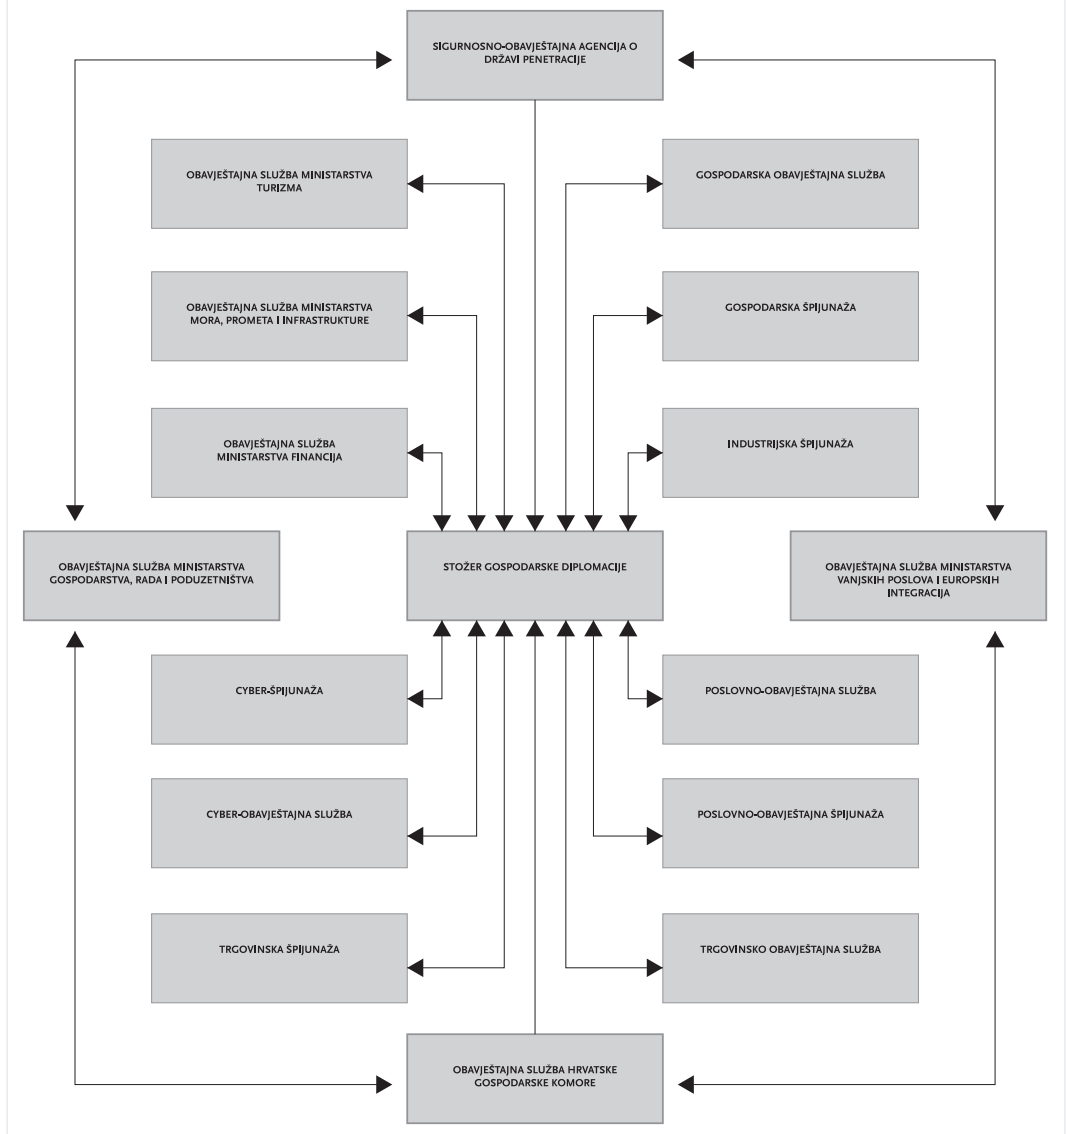 SIGURNOSNO-OBAVJEŠTAJNA AGENCIJA O
DRŽAVI PENETRACIJE
OBAVJEŠTAJNA SLUŽBA MINISTARSTVA
TURIZMA
GOSPODARSKA OBAVJEŠTAJNA SLUŽBA
OBAVJEŠTAJNA SLUŽBA MINISTARSTVA
MORA, PROMETA I INFRASTRUKTURE
GOSPODARSKA ŠPIJUNAŽA
OBAVJEŠTAJNA SLUŽBA
MINISTARSTVA FINANCIJA
INDUSTRIJSKA ŠPIJUNAŽA
OBAVJEŠTAJNA SLUŽBA MINISTARSTVA
GOSPODARSTVA, RADA I PODUZETNIŠTVA
STOŽER GOSPODARSKE DIPLOMACIJE
OBAVJEŠTAJNA SLUŽBA MINISTARSTVA
VANJSKIH POSLOVA I EUROPSKIH
INTEGRACIJA
CYBER-ŠPIJUNAŽA
POSLOVNO-OBAVJEŠTAJNA SLUŽBA
CYBER-OBAVJEŠTAJNA SLUŽBA
POSLOVNO-OBAVJEŠTAJNA ŠPIJUNAŽA
TRGOVINSKA ŠPIJUNAŽA
TRGOVINSKO OBAVJEŠTAJNA SLUŽBA
OBAVJEŠTAJNA SLUŽBA HRVATSKE
GOSPODARSKE KOMORE